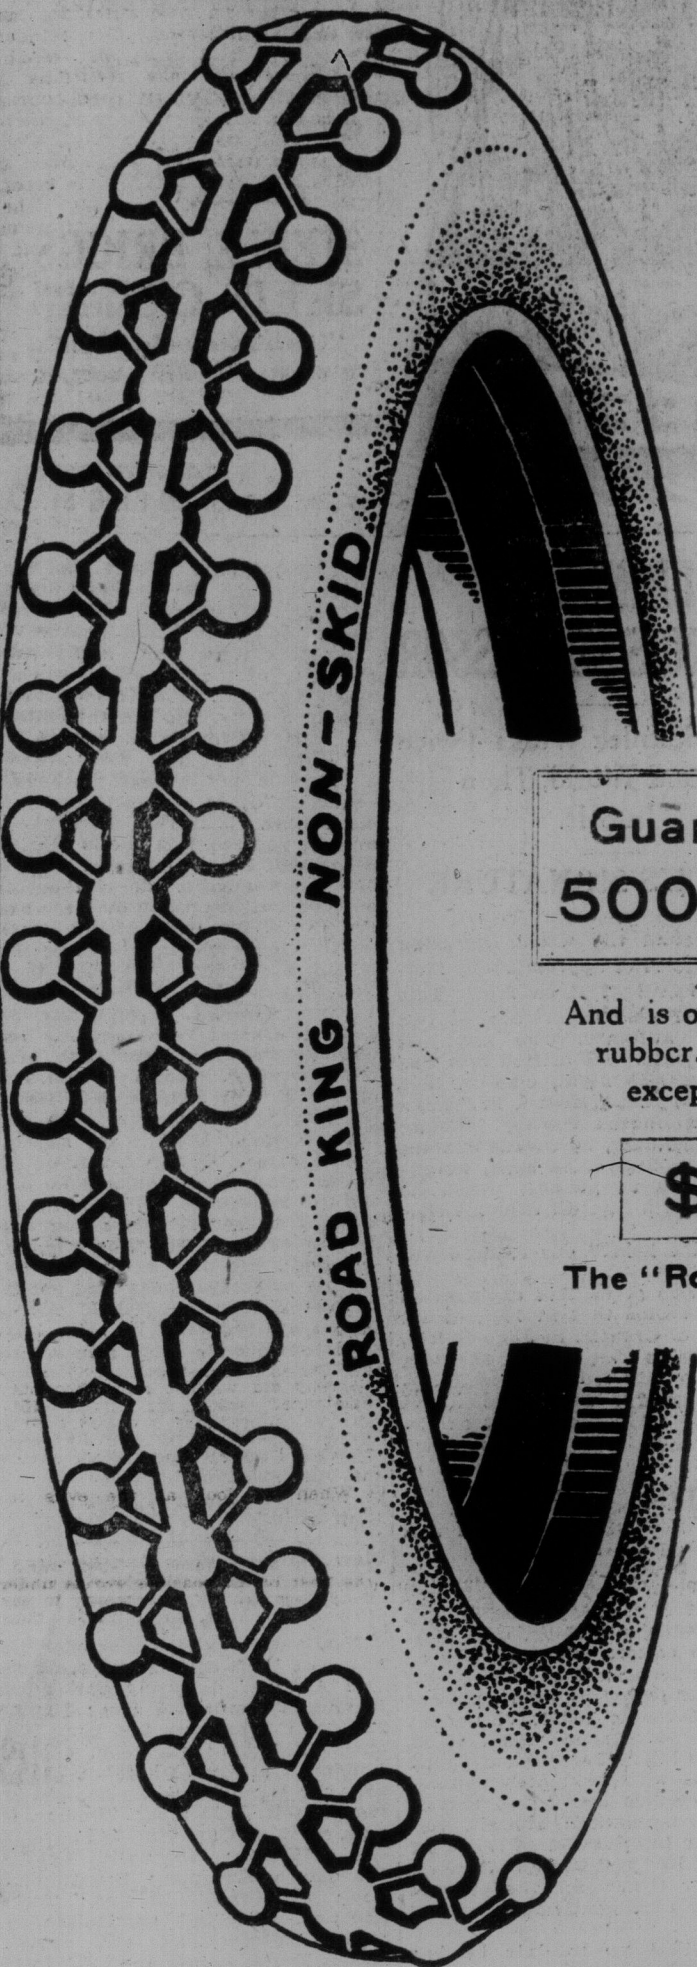 ROAD KING NON-SKID
Guar
500
And is o
rubber.
excep
$
The "Ro